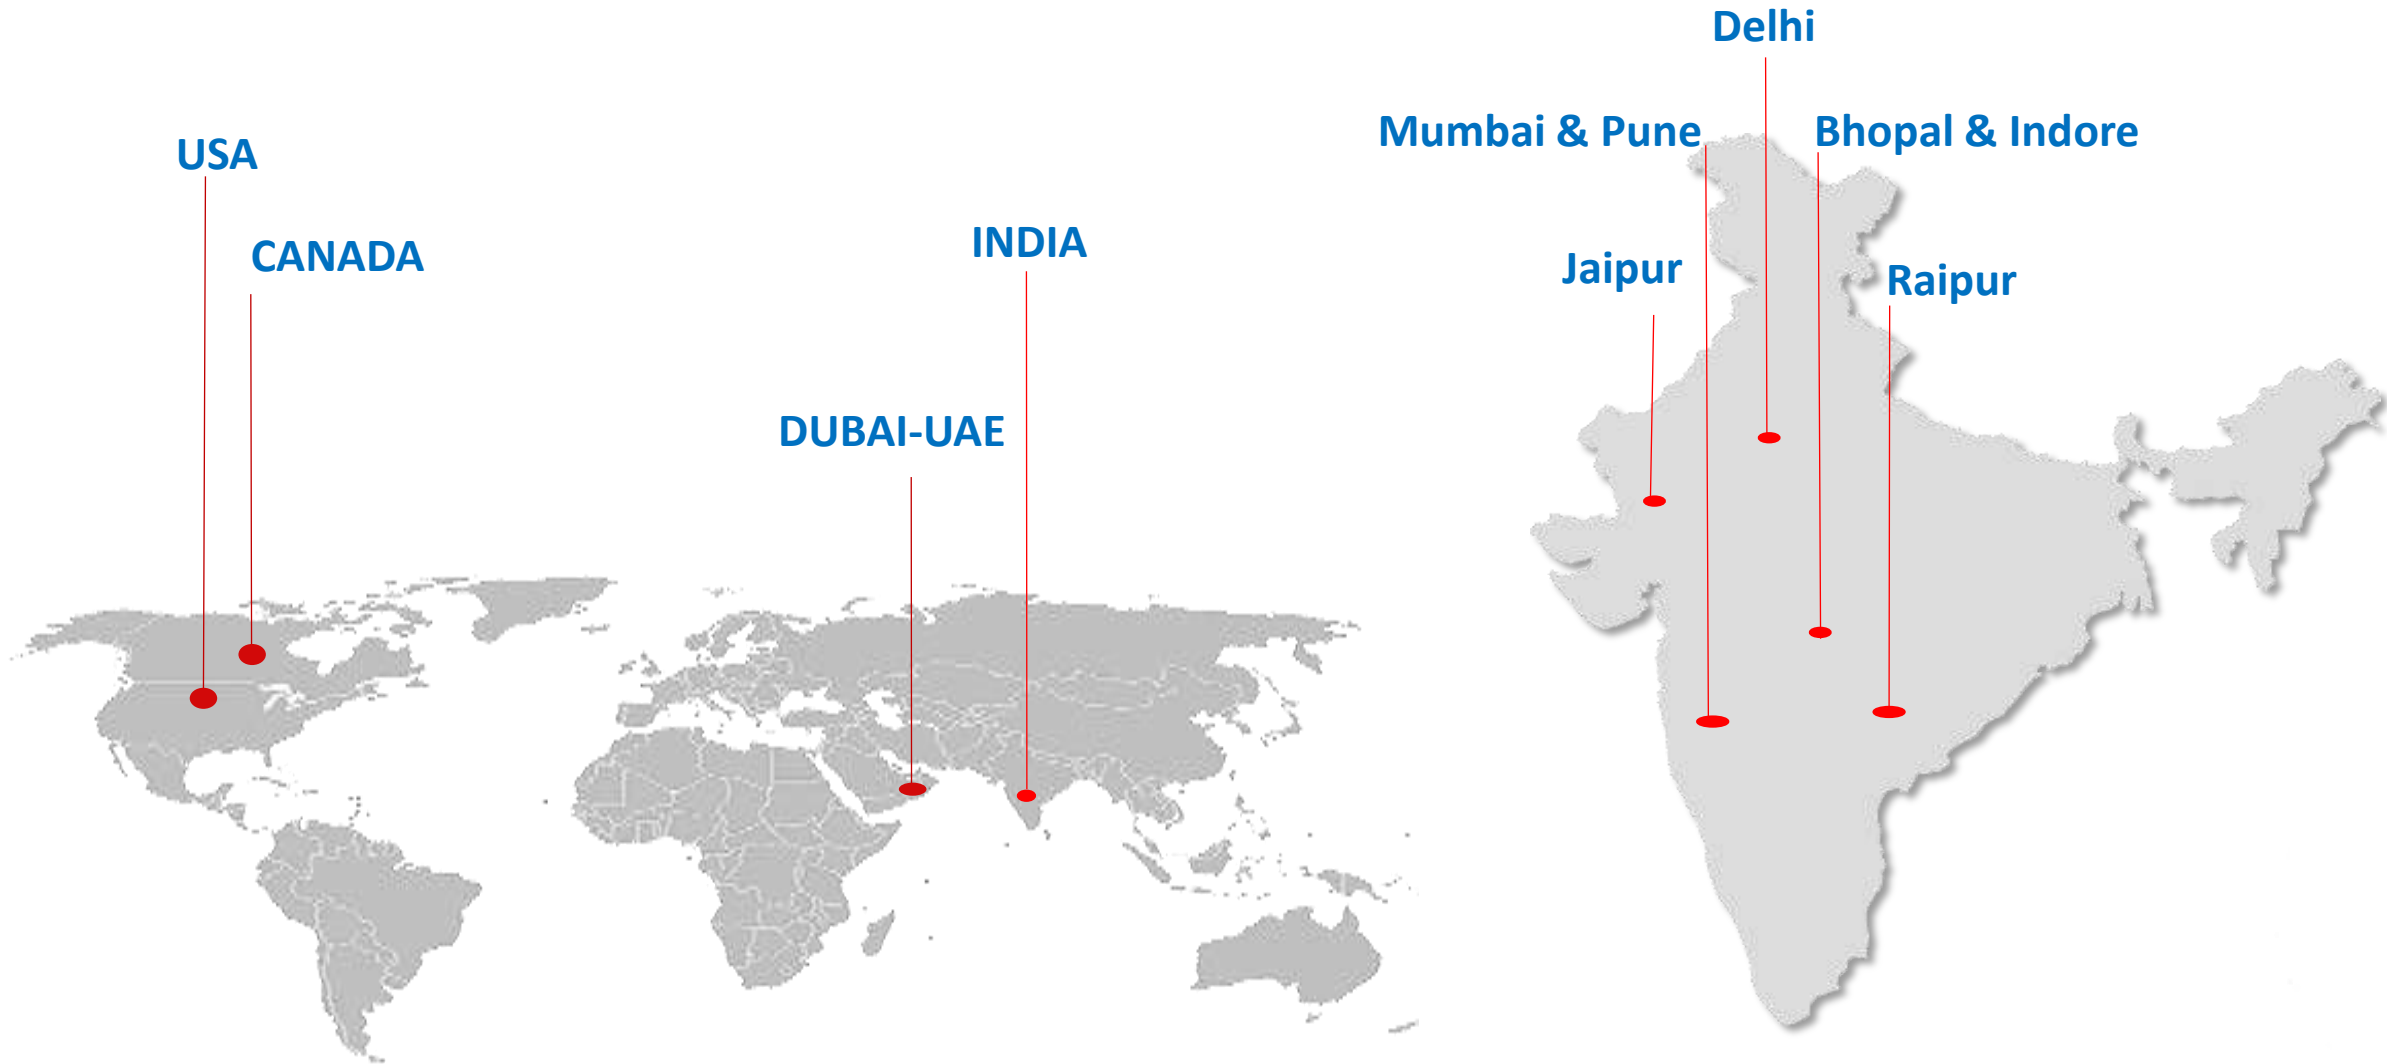 USA
CANADA
DUBAI-UAE
INDIA
Delhi
Mumbai & Pune
Bhopal & Indore
Jaipur
Raipur